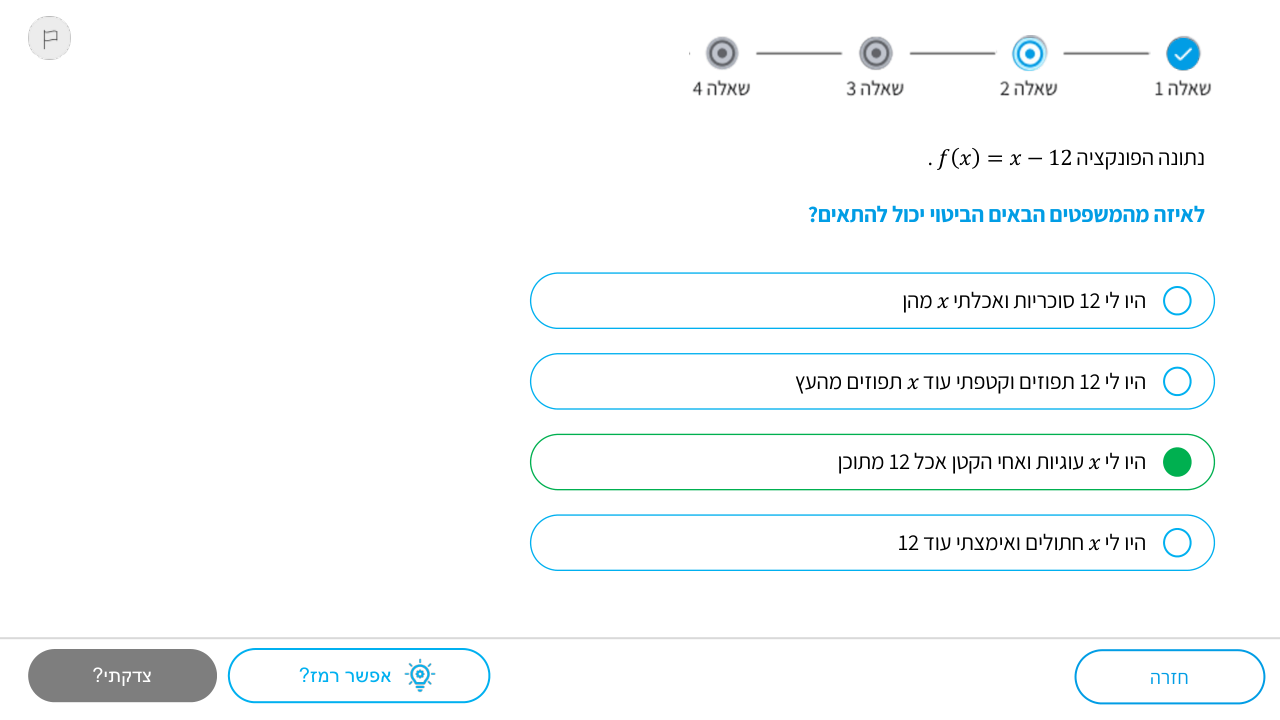 שאלה 1
שאלה 2
שאלה 3
שאלה 4
נתונה הפונקציה f(x) = x − 12 .
לאיזה מהמשפטים הבאים הביטוי יכול להתאים?
היו לי 12 סוכריות ואכלתי x מהן
היו לי 12 תפוזים וקטפתי עוד x תפוזים מהעץ
היו לי x עוגיות ואחי הקטן אכל 12 מתוכן
היו לי x חתולים ואימצתי עוד 12
חזרה
אפשר רמז?
צדקתי?